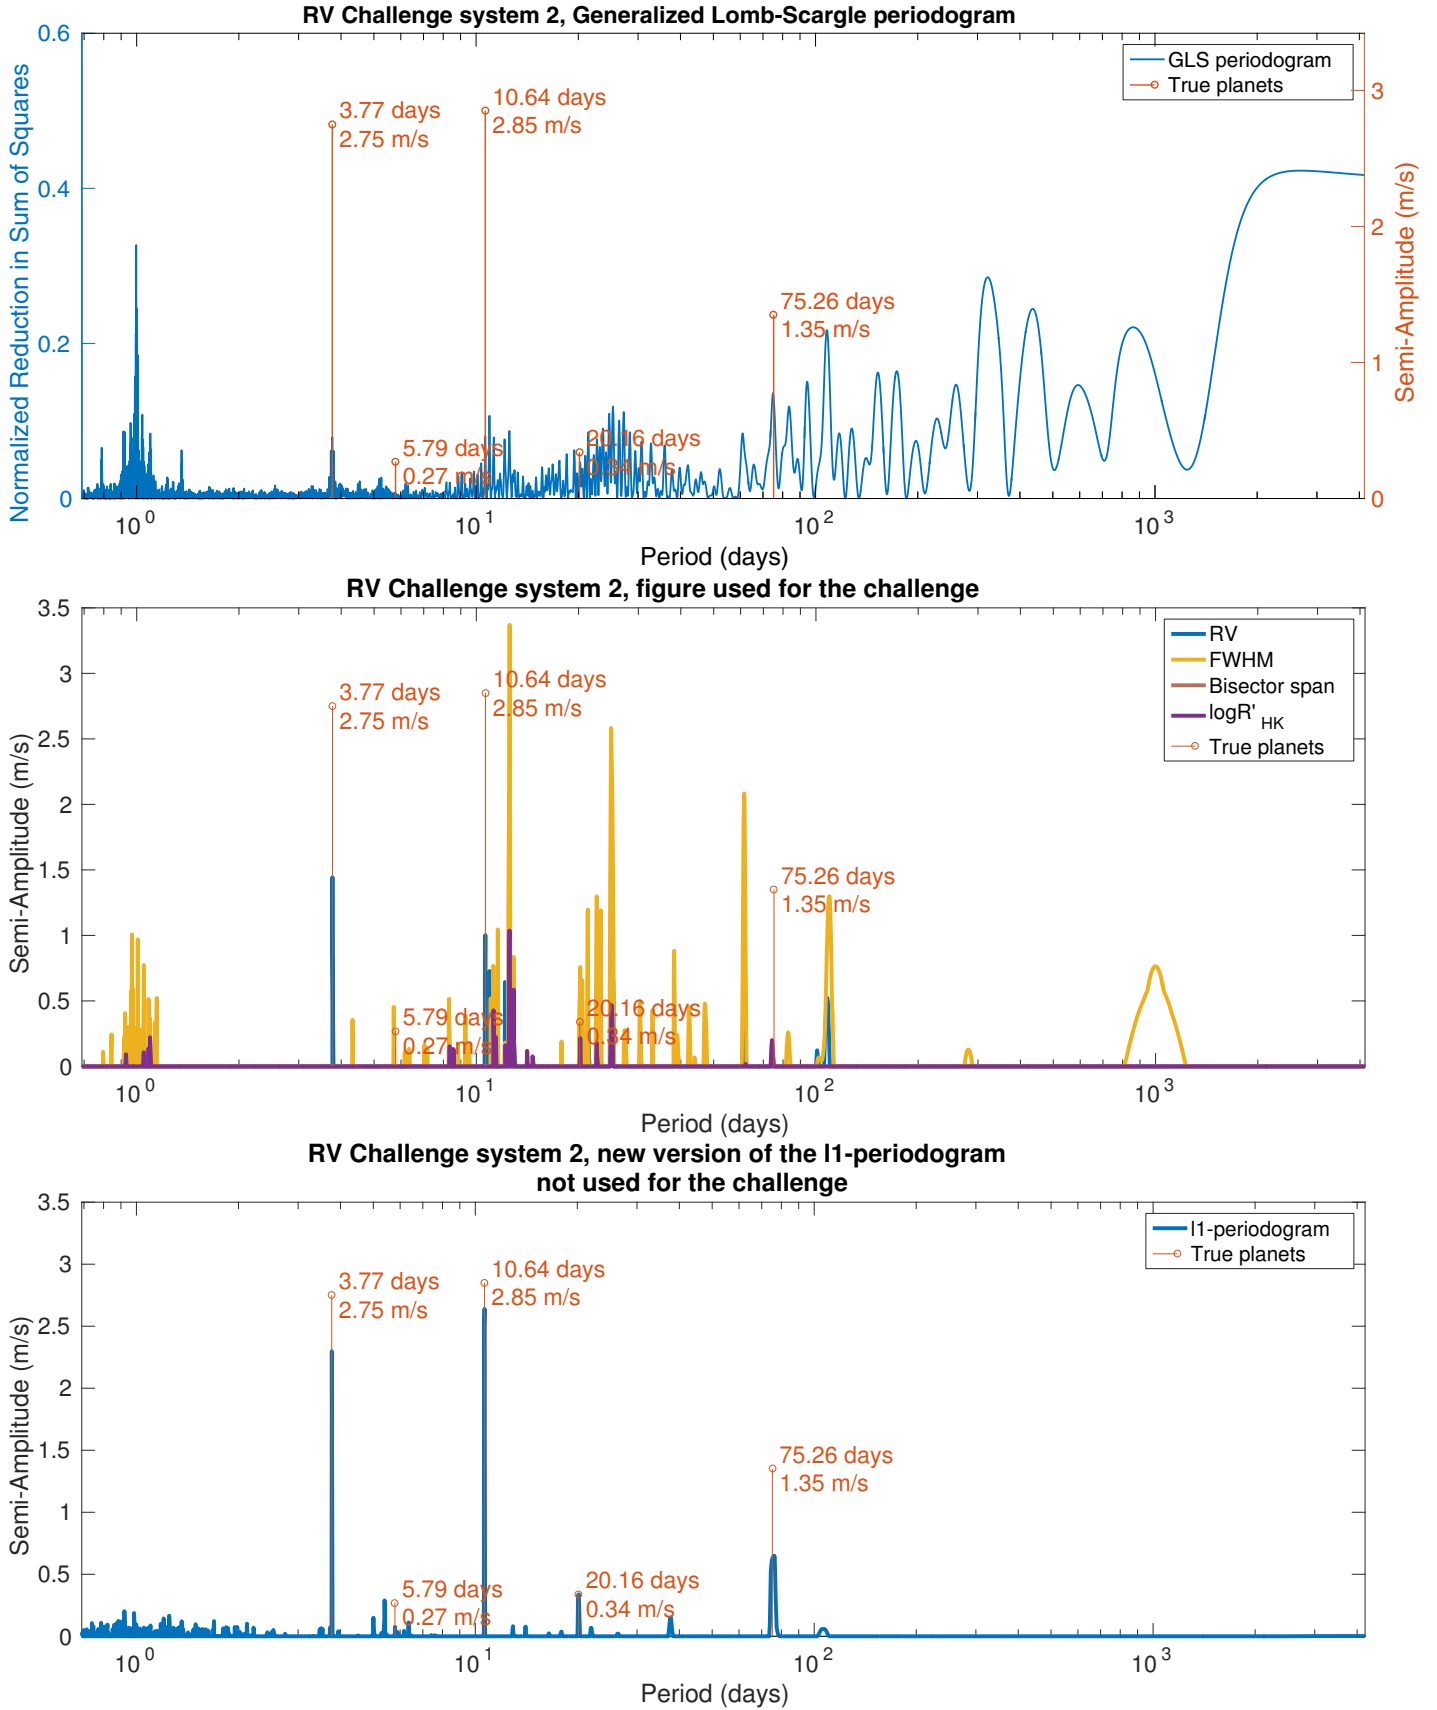 RV Challenge system 2, Generalized Lomb-Scargle periodogram
Normalized Reduction in Sum of Squares
0.6
0.4
0.2
0
3.77 days
2.75 m/s
10.64 days
2.85 m/s
5.79 days
0.27 m/s
20.16 days
0.34 m/s
75.26 days
1.35 m/s
GLS periodogram
True planets
3
2
1
0
Semi-Amplitude (m/s)
10^0
10^1
10^2
10^3
Period (days)
RV Challenge system 2, figure used for the challenge
Semi-Amplitude (m/s)
3.5
3
2.5
2
1.5
1
0.5
0
3.77 days
2.75 m/s
10.64 days
2.85 m/s
5.79 days
0.27 m/s
20.16 days
0.34 m/s
75.26 days
1.35 m/s
RV
FWHM
Bisector span
logR'_HK
True planets
10^0
10^1
10^2
10^3
Period (days)
RV Challenge system 2, new version of the l1-periodogram
not used for the challenge
Semi-Amplitude (m/s)
3.5
3
2.5
2
1.5
1
0.5
0
3.77 days
2.75 m/s
10.64 days
2.85 m/s
5.79 days
0.27 m/s
20.16 days
0.34 m/s
75.26 days
1.35 m/s
l1-periodogram
True planets
10^0
10^1
10^2
10^3
Period (days)